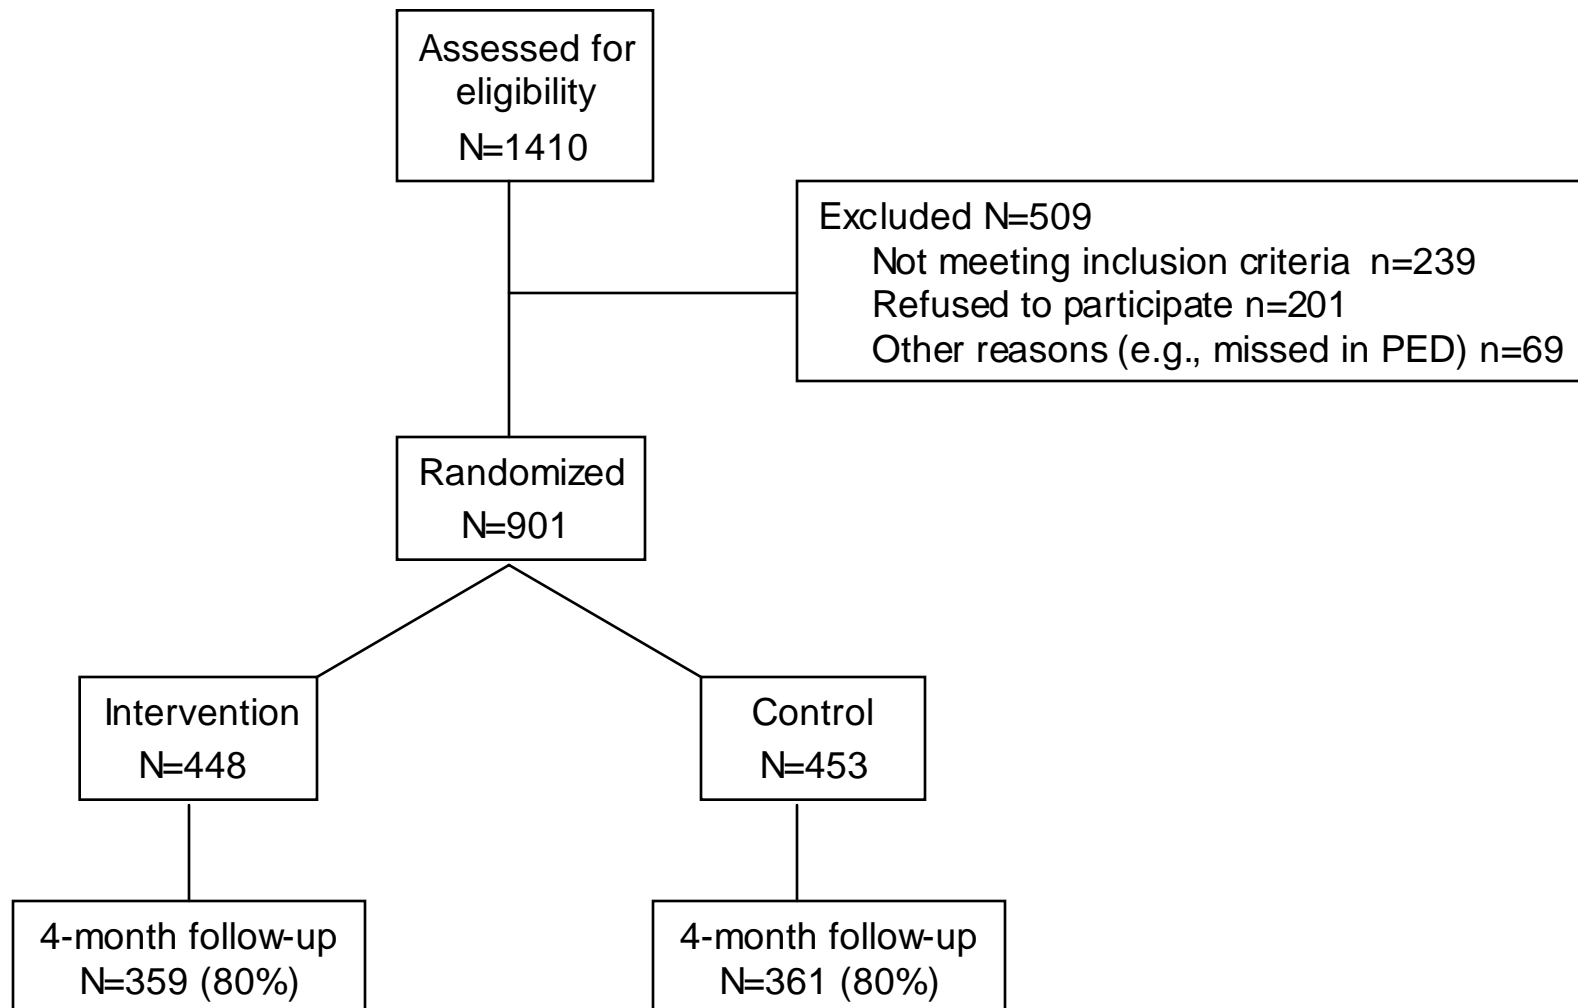 Assessed for
eligibility
N=1410
Excluded N=509
Not meeting inclusion criteria n=239
Refused to participate n=201
Other reasons (e.g., missed in PED) n=69
Randomized
N=901
Intervention
N=448
Control
N=453
4-month follow-up
N=359 (80%)
4-month follow-up
N=361 (80%)